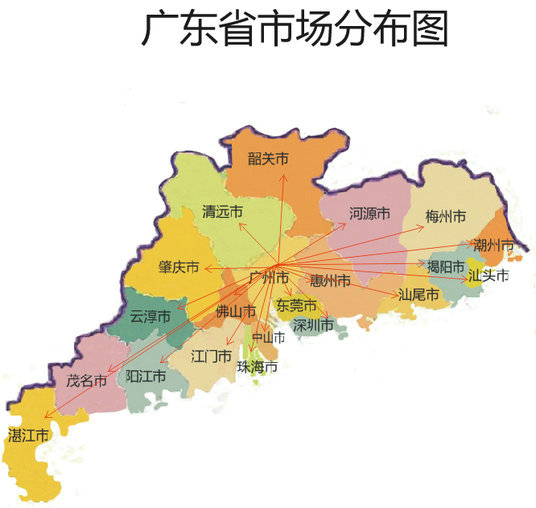 广东省市场分布图
韶关市
清远市
河源市
梅州市
潮州市
肇庆市
广州市
惠州市
揭阳市
汕头市
汕尾市
云淳市
佛山市
东莞市
深圳市
中山市
江门市
珠海市
茂名市
阳江市
湛江市